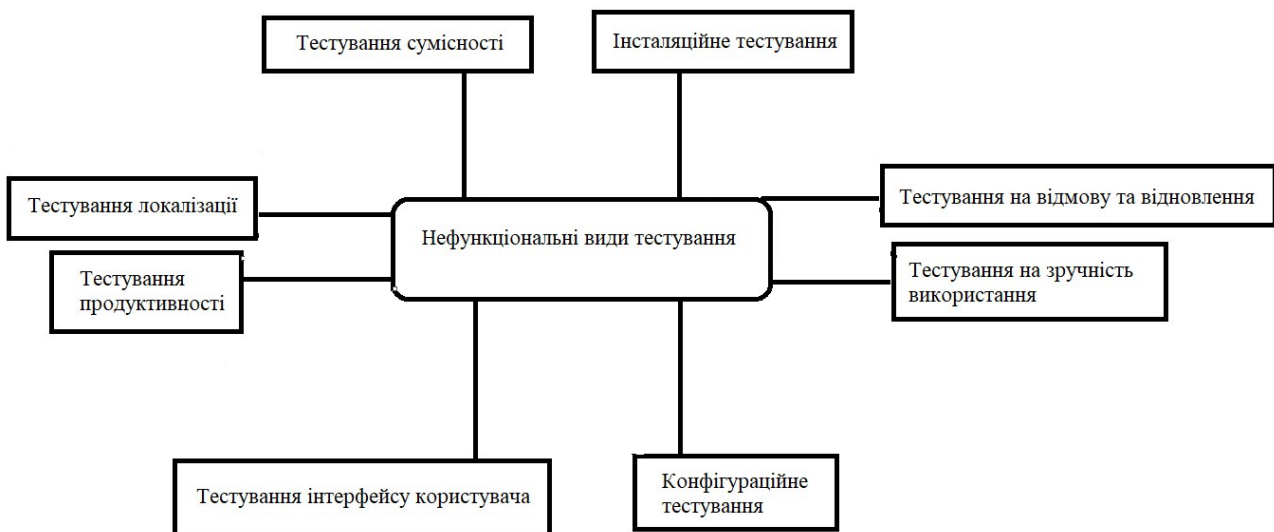 Тестування сумісності
Інсталяційне тестування
Тестування локалізації
Нефункціональні види тестування
Тестування на відмову та відновлення
Тестування
продуктивності
Тестування на зручність
використання
Тестування інтерфейсу користувача
Конфігураційне
тестування